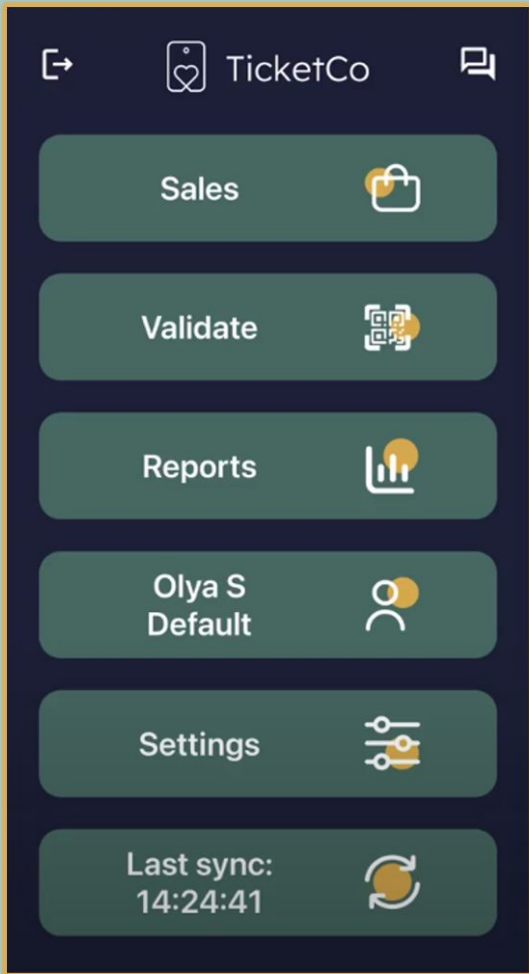 TicketCo
Sales
Validate
Reports
Olya S
Default
Settings
Last sync:
14:24:41